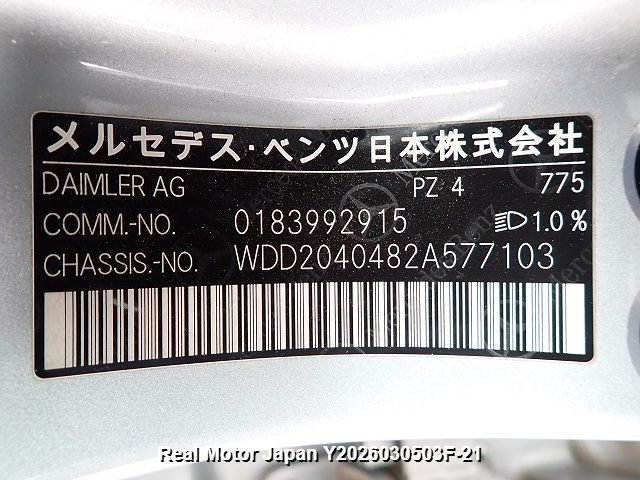 メルセデス・ベンツ日本株式会社
DAIMLER AG PZ 4 775
COMM.-NO. 0183992915 1.0%
CHASSIS.-NO. WDD2040482A577103
Real Motor Japan Y2026030503F-21